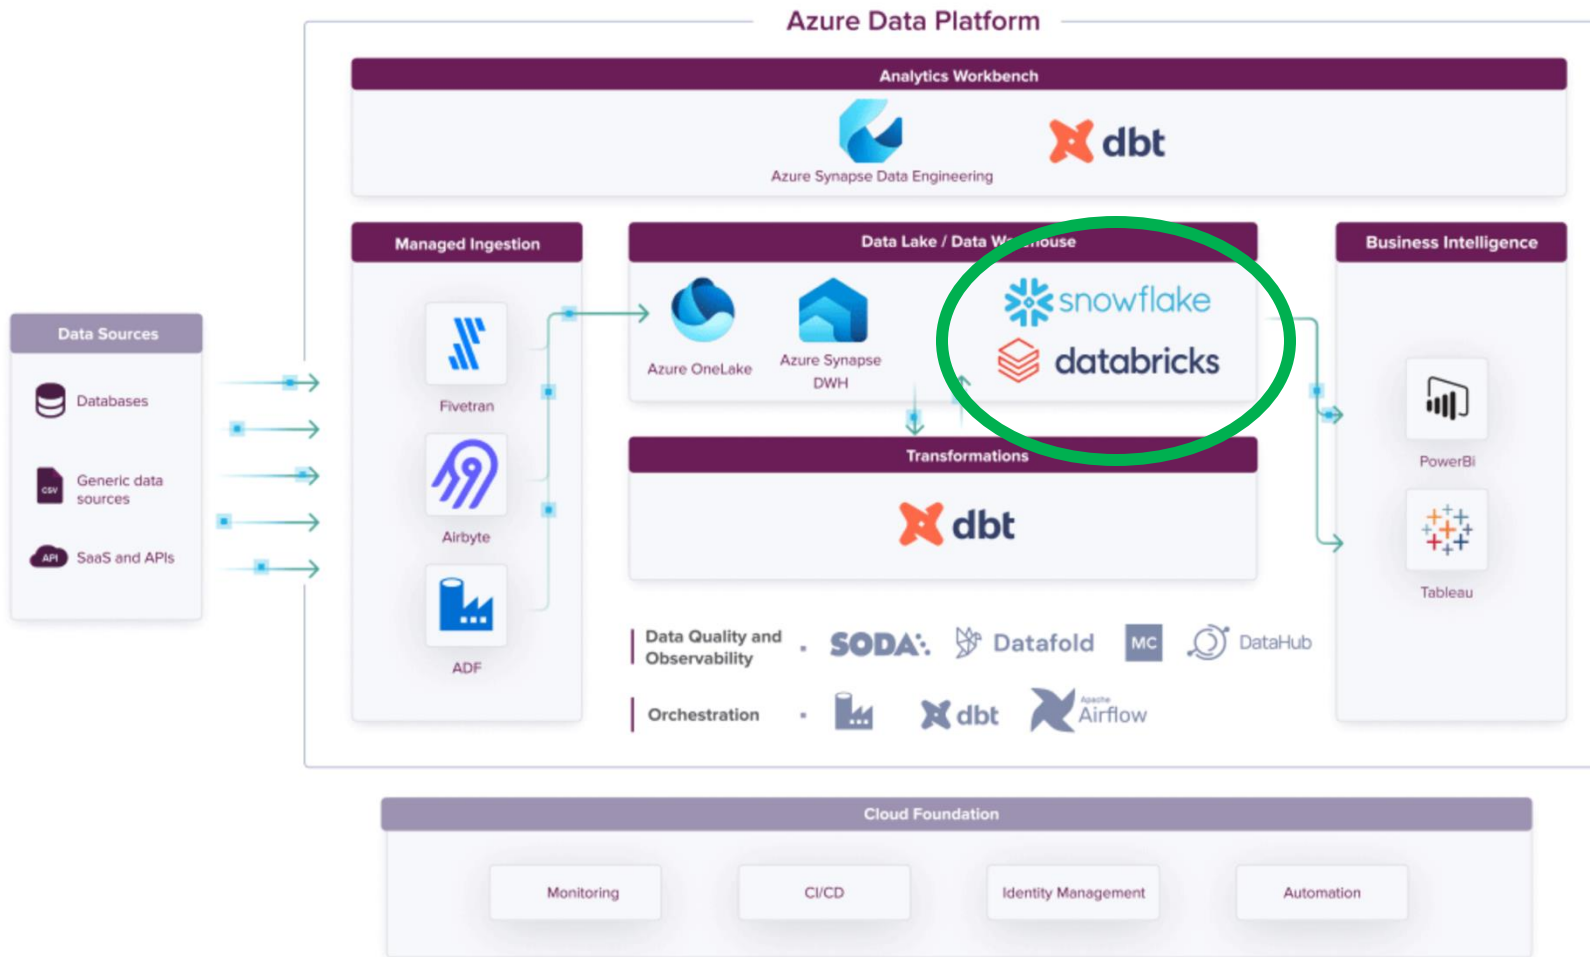 Azure Data Platform
Analytics Workbench
Azure Synapse Data Engineering
dbt
Managed Ingestion
Fivetran
Airbyte
ADF
Data Lake / Data Warehouse
Azure OneLake
Azure Synapse
DWH
snowflake
databricks
Business Intelligence
PowerBi
Tableau
Data Sources
Databases
CSV
Generic data
sources
API
SaaS and APIs
Transformations
dbt
Data Quality and
Observability
SODA
Datafold
MC
DataHub
Orchestration
dbt
Apache
Airflow
Cloud Foundation
Monitoring
CI/CD
Identity Management
Automation